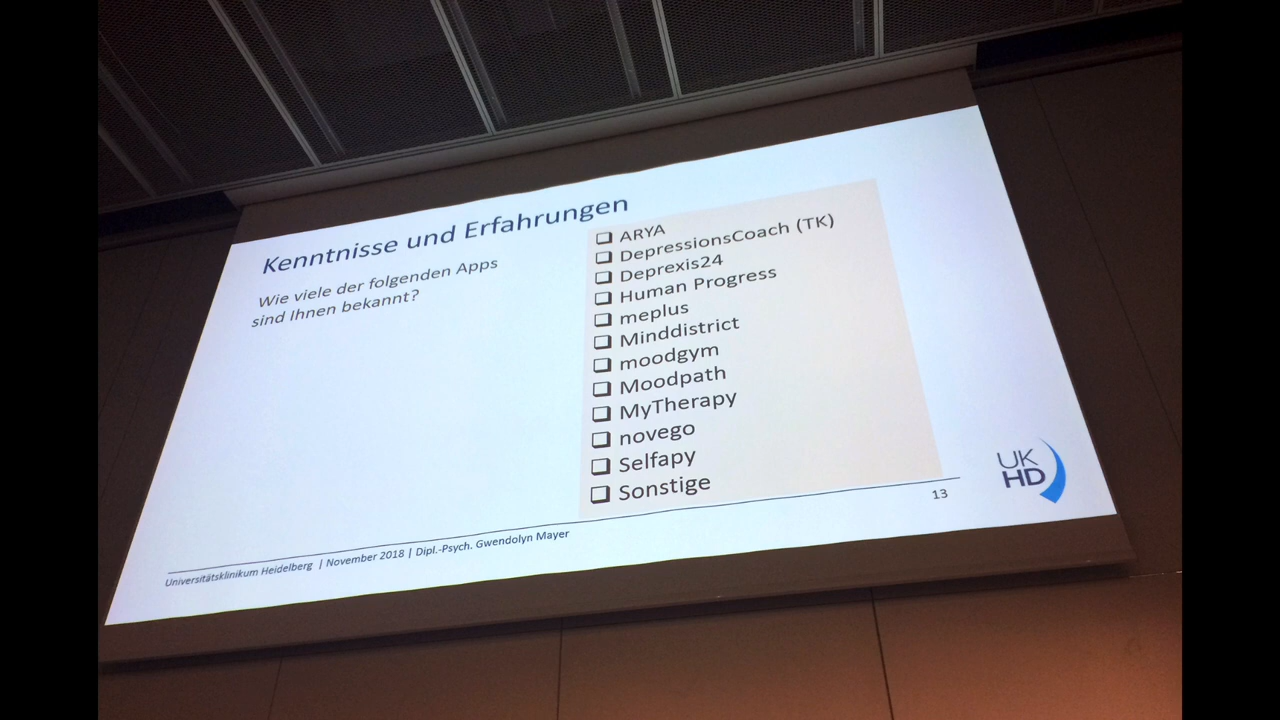 Kenntnisse und Erfahrungen
Wie viele der folgenden Apps
sind Ihnen bekannt?
ARYA
DepressionsCoach (TK)
Deprexis24
Human Progress
meplus
Minddistrict
moodgym
Moodpath
MyTherapy
novego
Selfapy
Sonstige
13
UK
HD
Universitätsklinikum Heidelberg | November 2018 | Dipl.-Psych. Gwendolyn Mayer